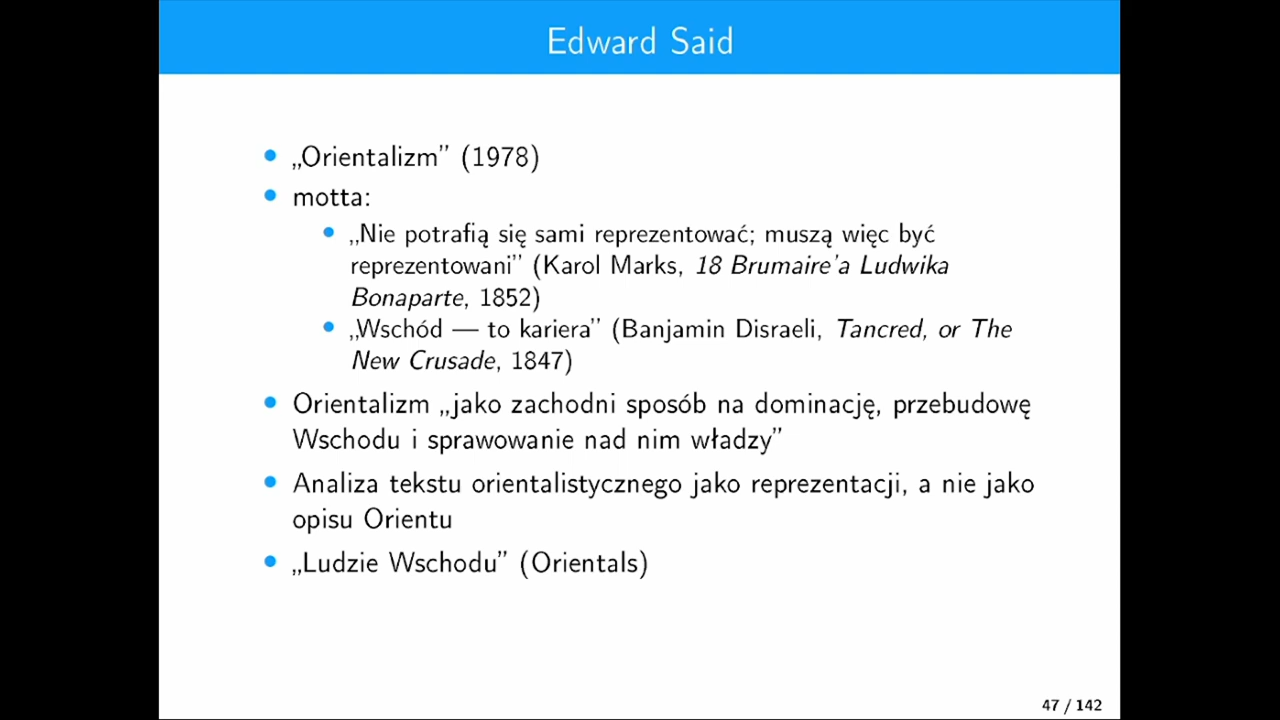 Edward Said
„Orientalizm” (1978)
motta:
„Nie potrafią się sami reprezentować; muszą więc być
reprezentowani” (Karol Marks, 18 Brumaire'a Ludwika
Bonaparte, 1852)
„Wschód — to kariera” (Banjamin Disraeli, Tancred, or The
New Crusade, 1847)
Orientalizm „jako zachodni sposób na dominację, przebudowę
Wschodu i sprawowanie nad nim władzy”
Analiza tekstu orientalistycznego jako reprezentacji, a nie jako
opisu Orientu
„Ludzie Wschodu” (Orientals)
47 / 142